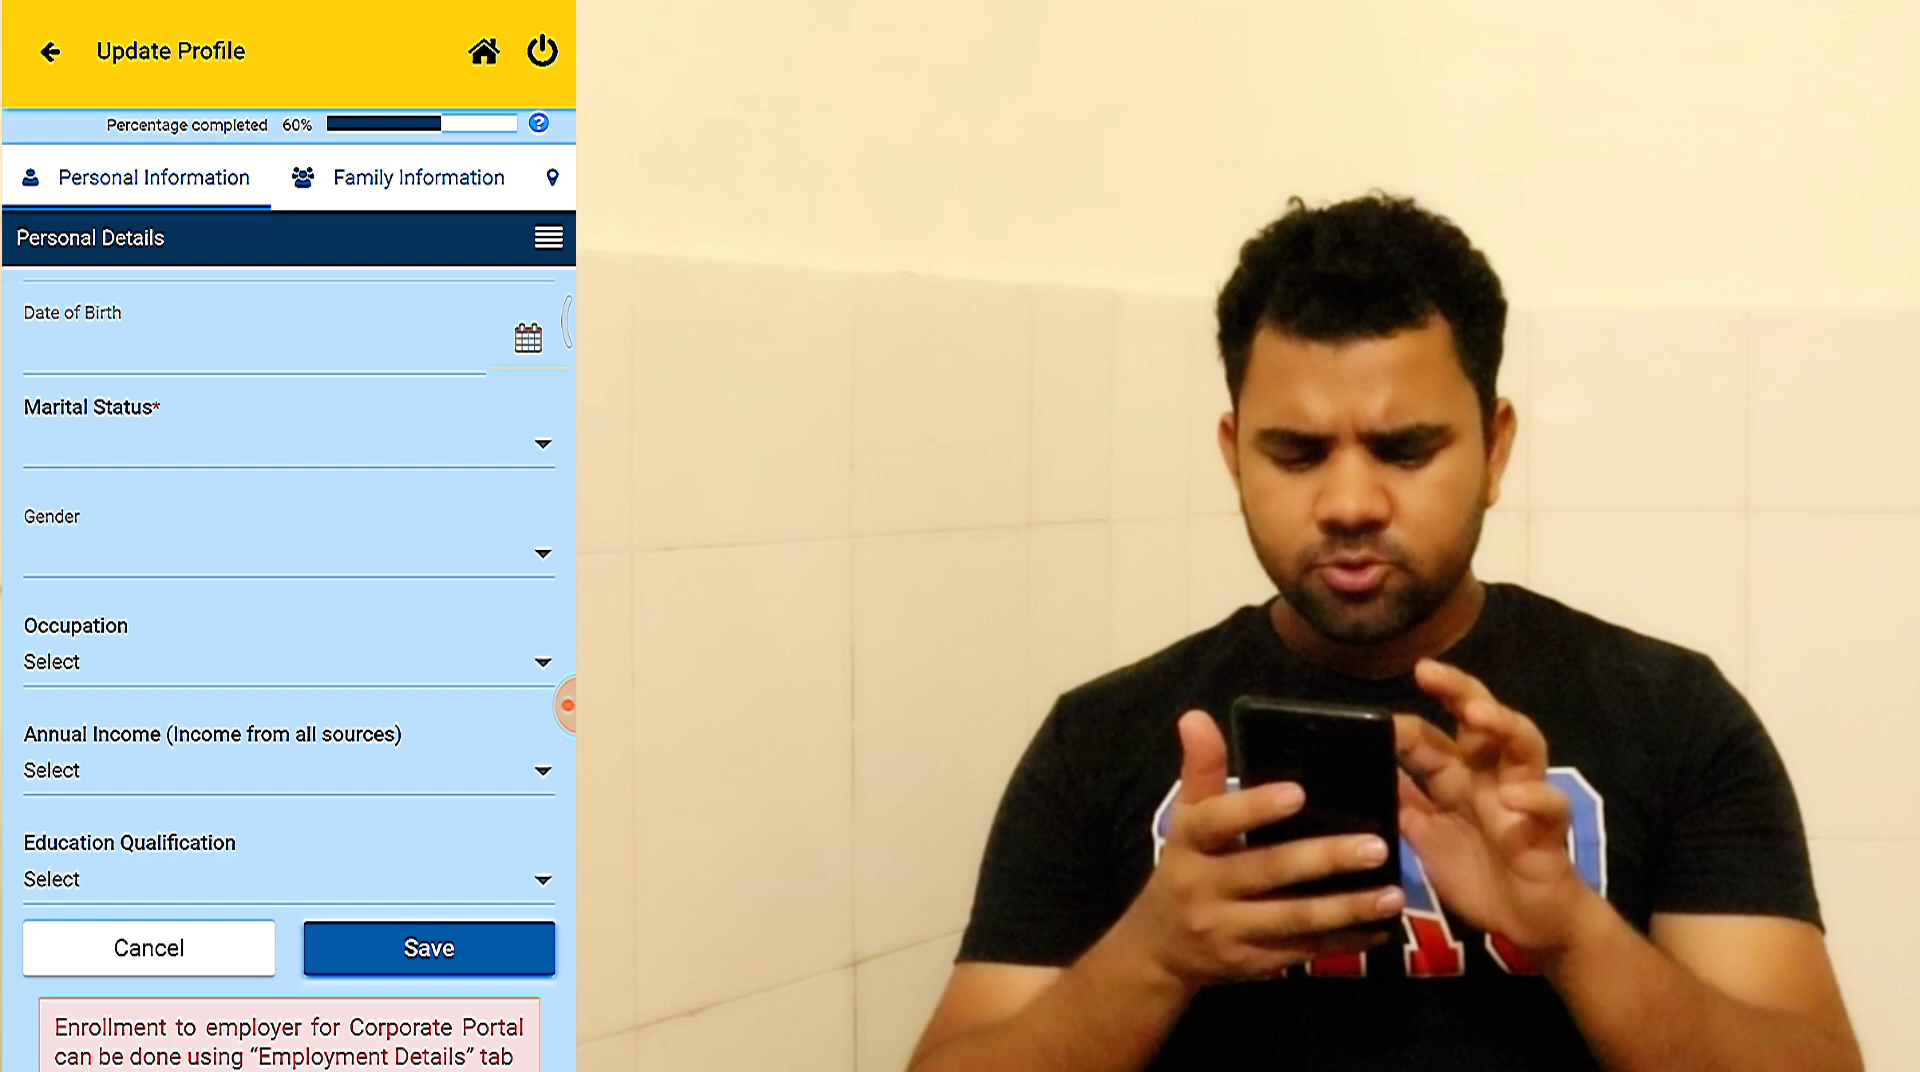 Update Profile
Percentage completed 60%
?
Personal Information Family Information
Personal Details
Date of Birth
Marital Status*
Gender
Occupation
Select
Annual Income (Income from all sources)
Select
Education Qualification
Select
Cancel Save
Enrollment to employer for Corporate Portal
can be done using “Employment Details” tab